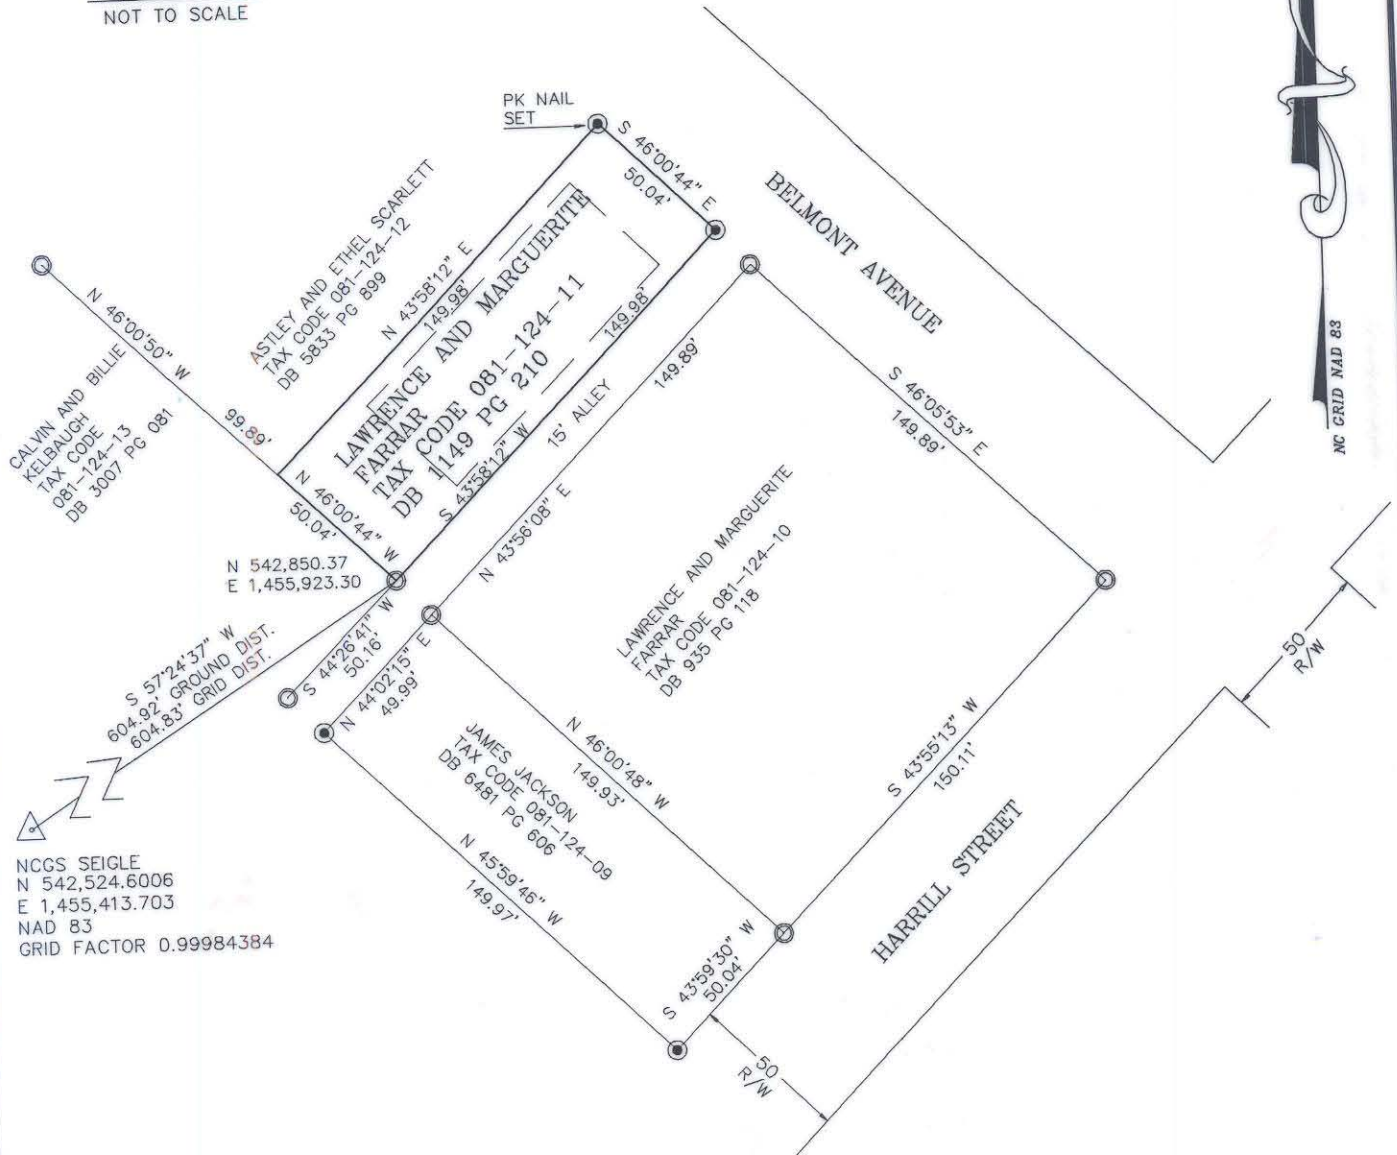 NOT TO SCALE
PK NAIL
SET
S 46°00'44" E
50.04'
BELMONT AVENUE
NC GRID NAD 83
ASTLEY AND ETHEL SCARLETT
TAX CODE 081-124-12
DB 5833 PG 899
N 43°58'12" E
149.98'
LAWRENCE AND MARGUERITE
FARRAR
TAX CODE 081-124-11
DB 1149 PG 210
149.98'
S 43°58'12" W
15' ALLEY
N 46°00'50" W
99.89'
CALVIN AND BILLIE
KELBAUGH
TAX CODE
081-124-13
DB 3007 PG 081
N 46°00'44" W
50.04'
149.89'
N 43°56'08" E
S 46°05'53" E
149.89'
LAWRENCE AND MARGUERITE
FARRAR
TAX CODE 081-124-10
DB 935 PG 118
N 542,850.37
E 1,455,923.30
S 57°24'37" W
604.92' GROUND DIST.
604.83' GRID DIST.
S 44°26'41" W
50.16'
N 44°02'15" E
49.99'
50
R/W
JAMES JACKSON
TAX CODE 081-124-09
DB 6481 PG 606
N 46°00'48" W
149.93'
S 43°55'13" W
150.11'
HARRILL STREET
N 45°59'46" W
149.97'
S 43°59'30" W
50.04'
50
R/W
NCGS SEIGLE
N 542,524.6006
E 1,455,413.703
NAD 83
GRID FACTOR 0.99984384